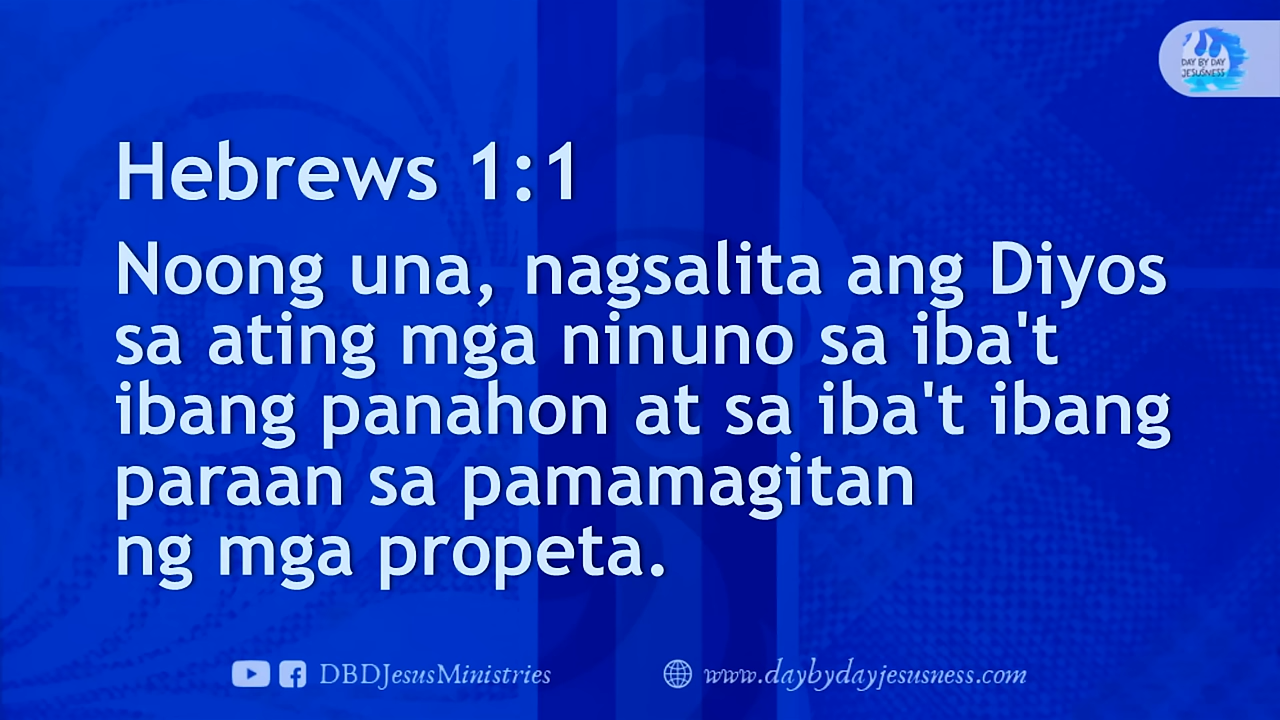 DAY BY DAY
JESUSNESS
Hebrews 1:1
Noong una, nagsalita ang Diyos
sa ating mga ninuno sa iba't
ibang panahon at sa iba't ibang
paraan sa pamamagitan
ng mga propeta.
DBDJesusMinistries
www.daybydayjesusness.com